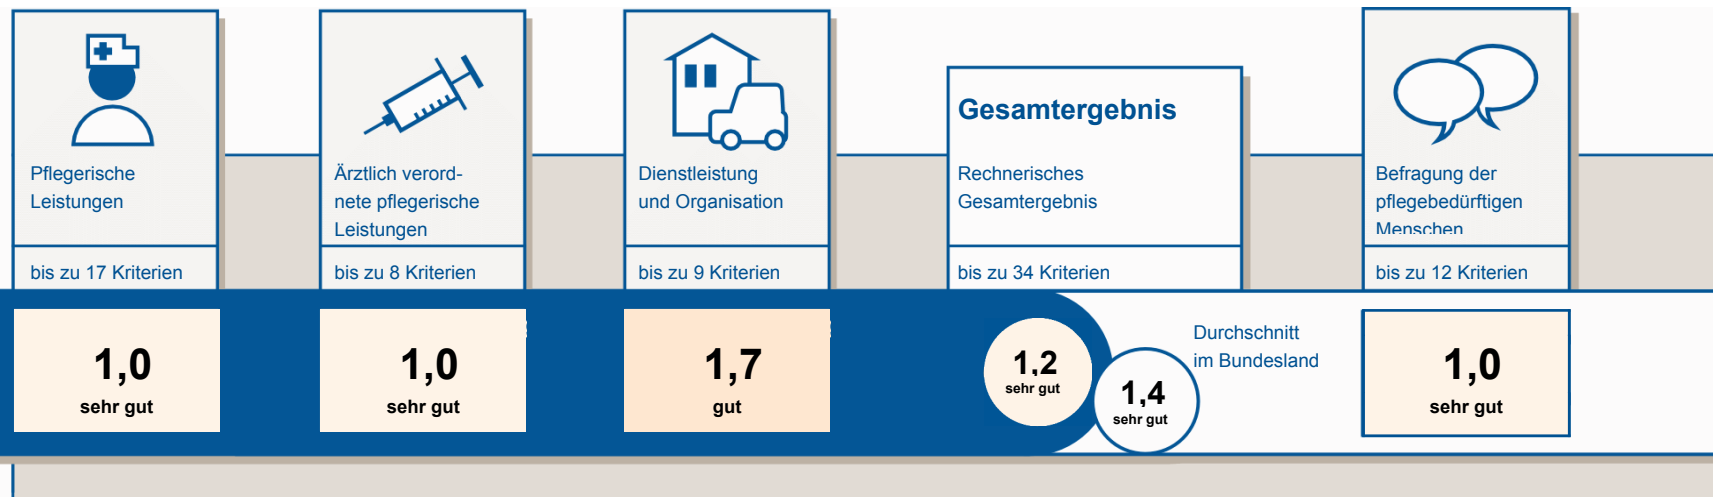 Pflegerische
Leistungen
bis zu 17 Kriterien
1,0
sehr gut
Ärztlich verord-
nete pflegerische
Leistungen
bis zu 8 Kriterien
1,0
sehr gut
Dienstleistung
und Organisation
bis zu 9 Kriterien
1,7
gut
Gesamtergebnis
Rechnerisches
Gesamtergebnis
bis zu 34 Kriterien
1,2
sehr gut
1,4
sehr gut
Durchschnitt
im Bundesland
Befragung der
pflegebedürftigen
Menschen
bis zu 12 Kriterien
1,0
sehr gut